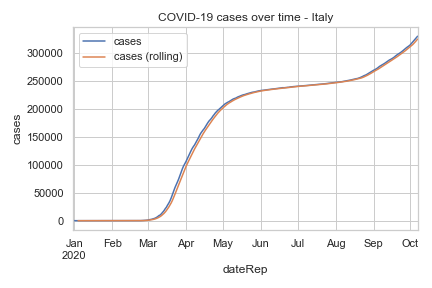 COVID-19 cases over time - Italy
cases
cases (rolling)
300000
250000
200000
150000
100000
50000
0
cases
Jan Feb Mar Apr May Jun Jul Aug Sep Oct
2020
dateRep